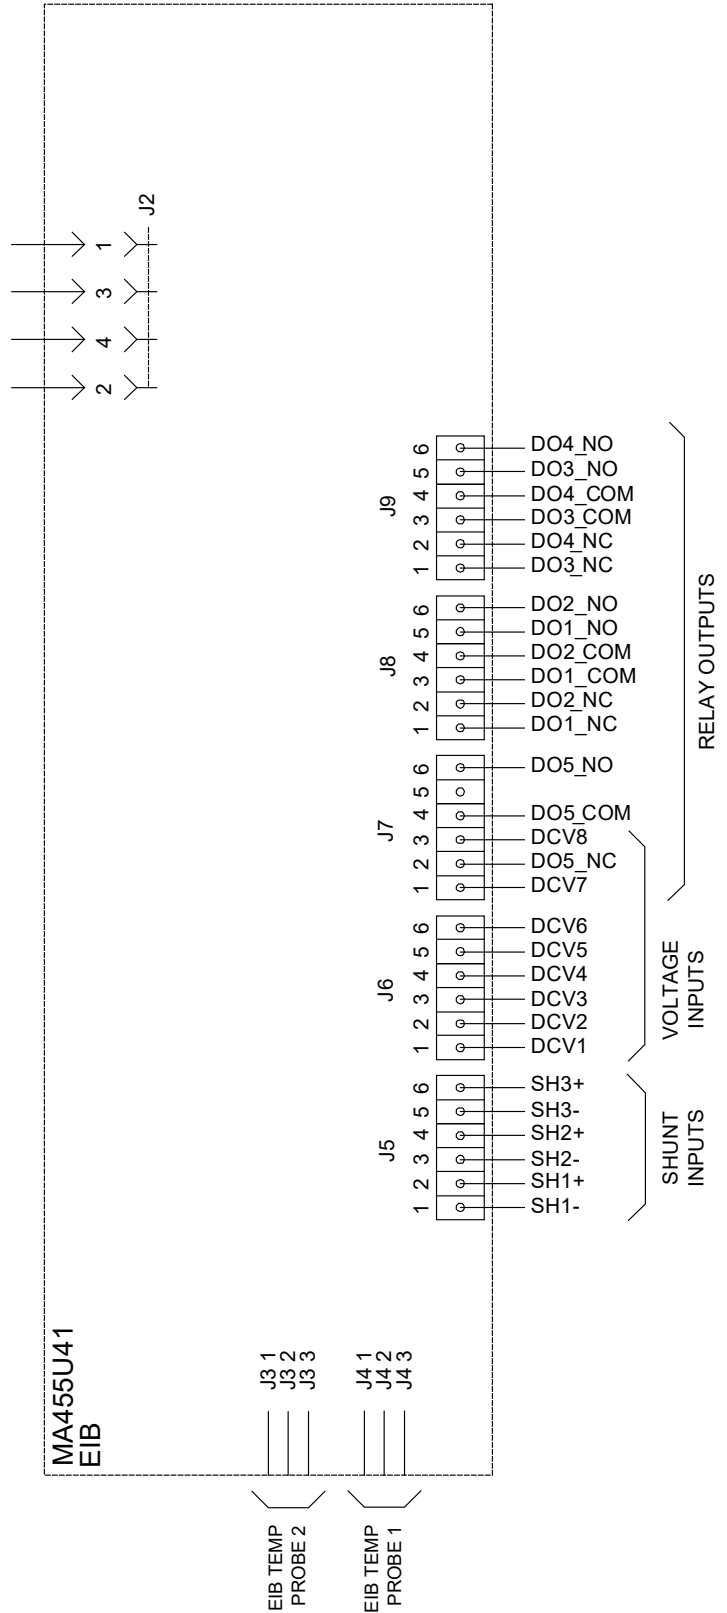 J2
1
3
4
2
J9
6 DO4_NO
5 DO3_NO
4 DO4_COM
3 DO3_COM
2 DO4_NC
1 DO3_NC
J8
6 DO2_NO
5 DO1_NO
4 DO2_COM
3 DO1_COM
2 DO2_NC
1 DO1_NC
J7
6 DO5_NO
5
4 DO5_COM
3 DCV8
2 DO5_NC
1 DCV7
RELAY OUTPUTS
J6
6 DCV6
5 DCV5
4 DCV4
3 DCV3
2 DCV2
1 DCV1
VOLTAGE
INPUTS
J5
6 SH3+
5 SH3-
4 SH2+
3 SH2-
2 SH1+
1 SH1-
SHUNT
INPUTS
MA455U41
EIB
J3 1
J3 2
J3 3
J4 1
J4 2
J4 3
EIB TEMP
PROBE 2
EIB TEMP
PROBE 1